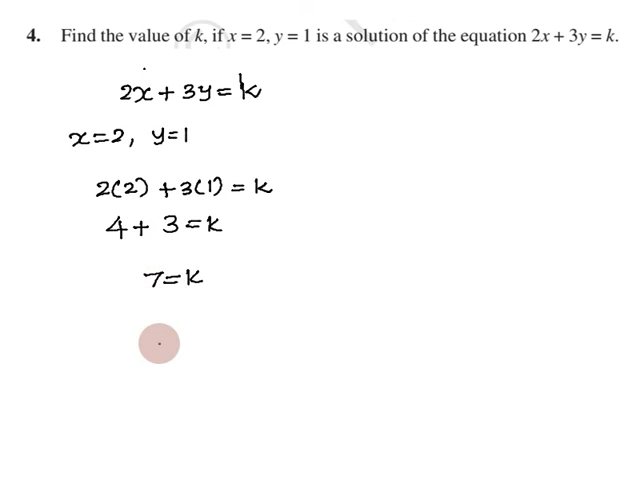 4. Find the value of k, if x = 2, y = 1 is a solution of the equation 2x + 3y = k.
2x + 3y = k
x = 2, y = 1
2(2) + 3(1) = k
4 + 3 = k
7 = k